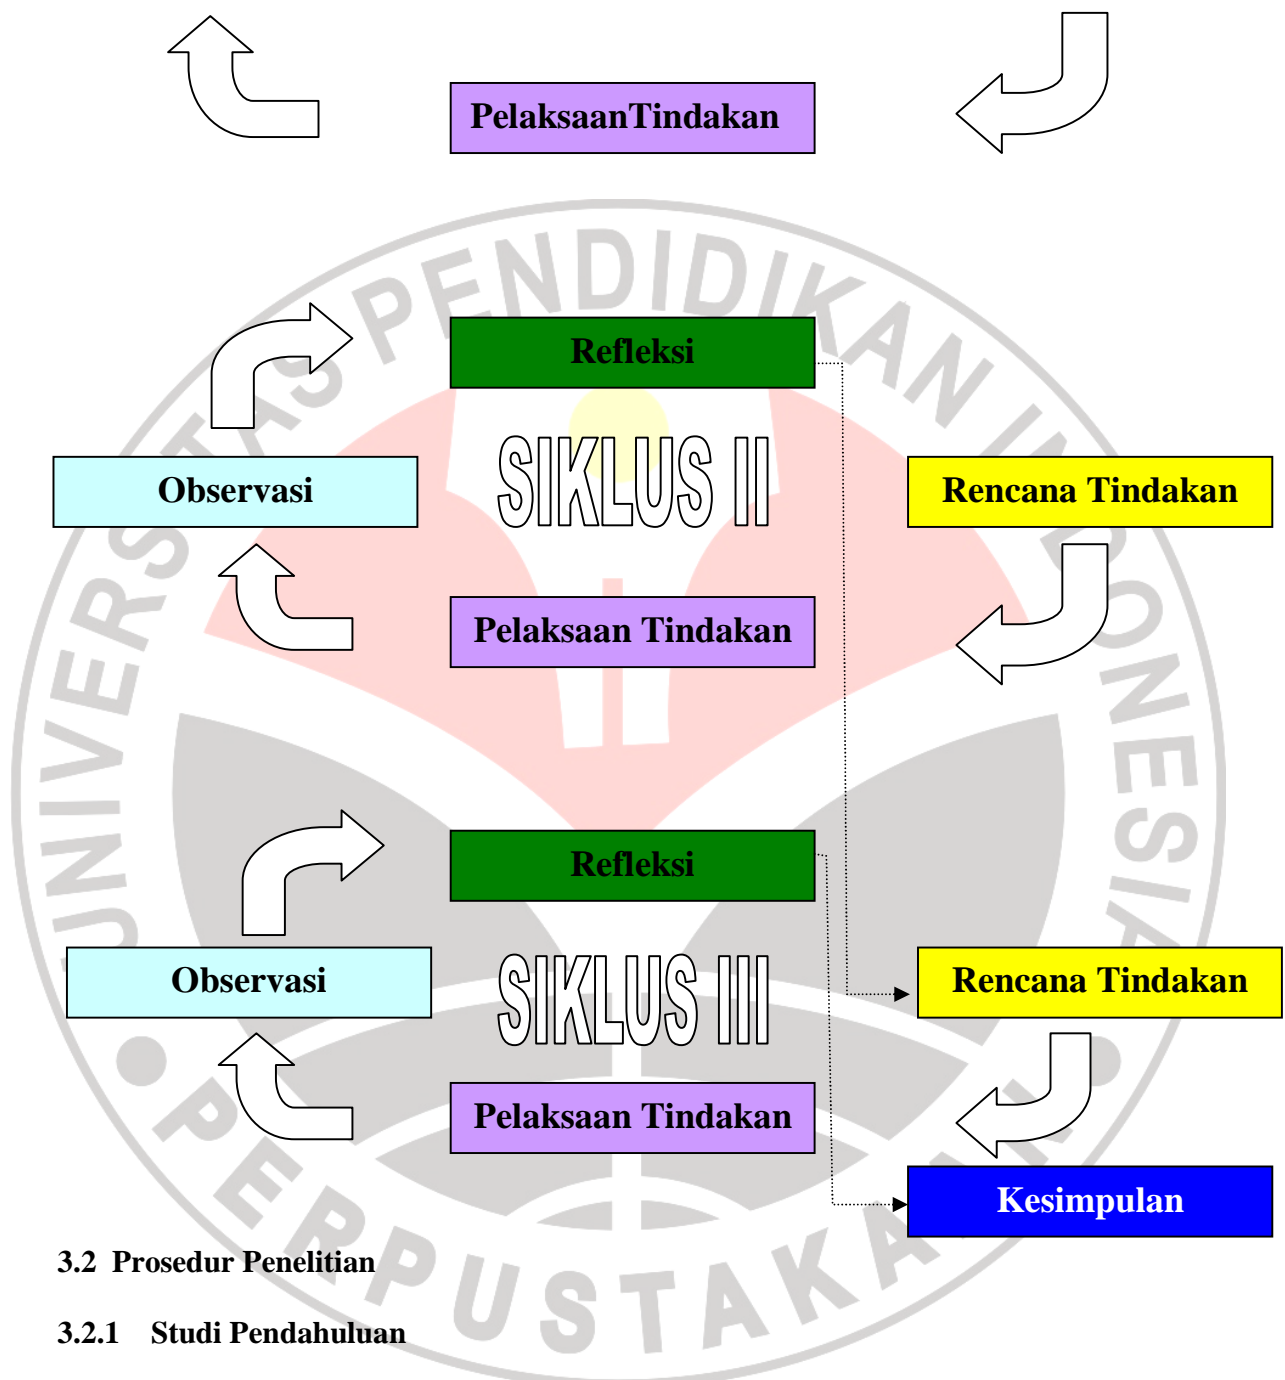 PelaksaanTindakan
Refleksi
Observasi
SIKLUS II
Rencana Tindakan
Pelaksaan Tindakan
Refleksi
Observasi
SIKLUS III
Rencana Tindakan
Pelaksaan Tindakan
Kesimpulan
3.2 Prosedur Penelitian
3.2.1 Studi Pendahuluan
UNIVERSITAS PENDIDIKAN INDONESIA
PERPUSTAKAAN